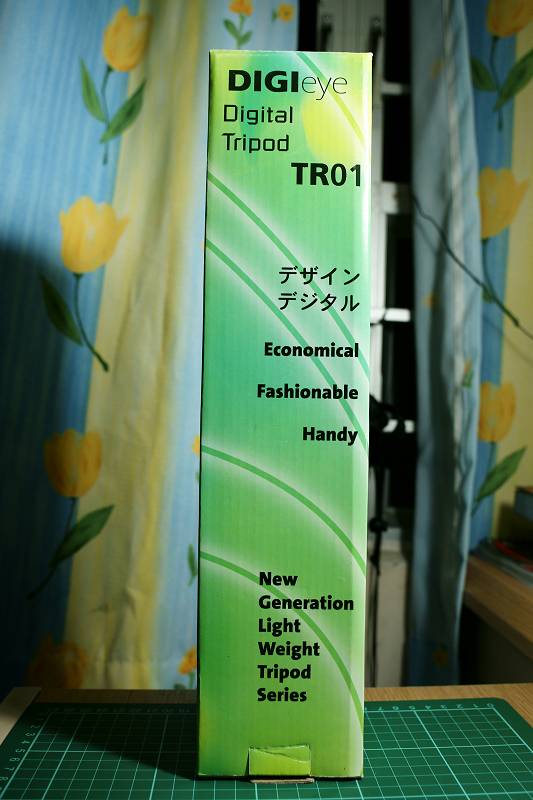 DIGIeye
Digital
Tripod
TR01
デザイン
デジタル
Economical
Fashionable
Handy
New
Generation
Light
Weight
Tripod
Series